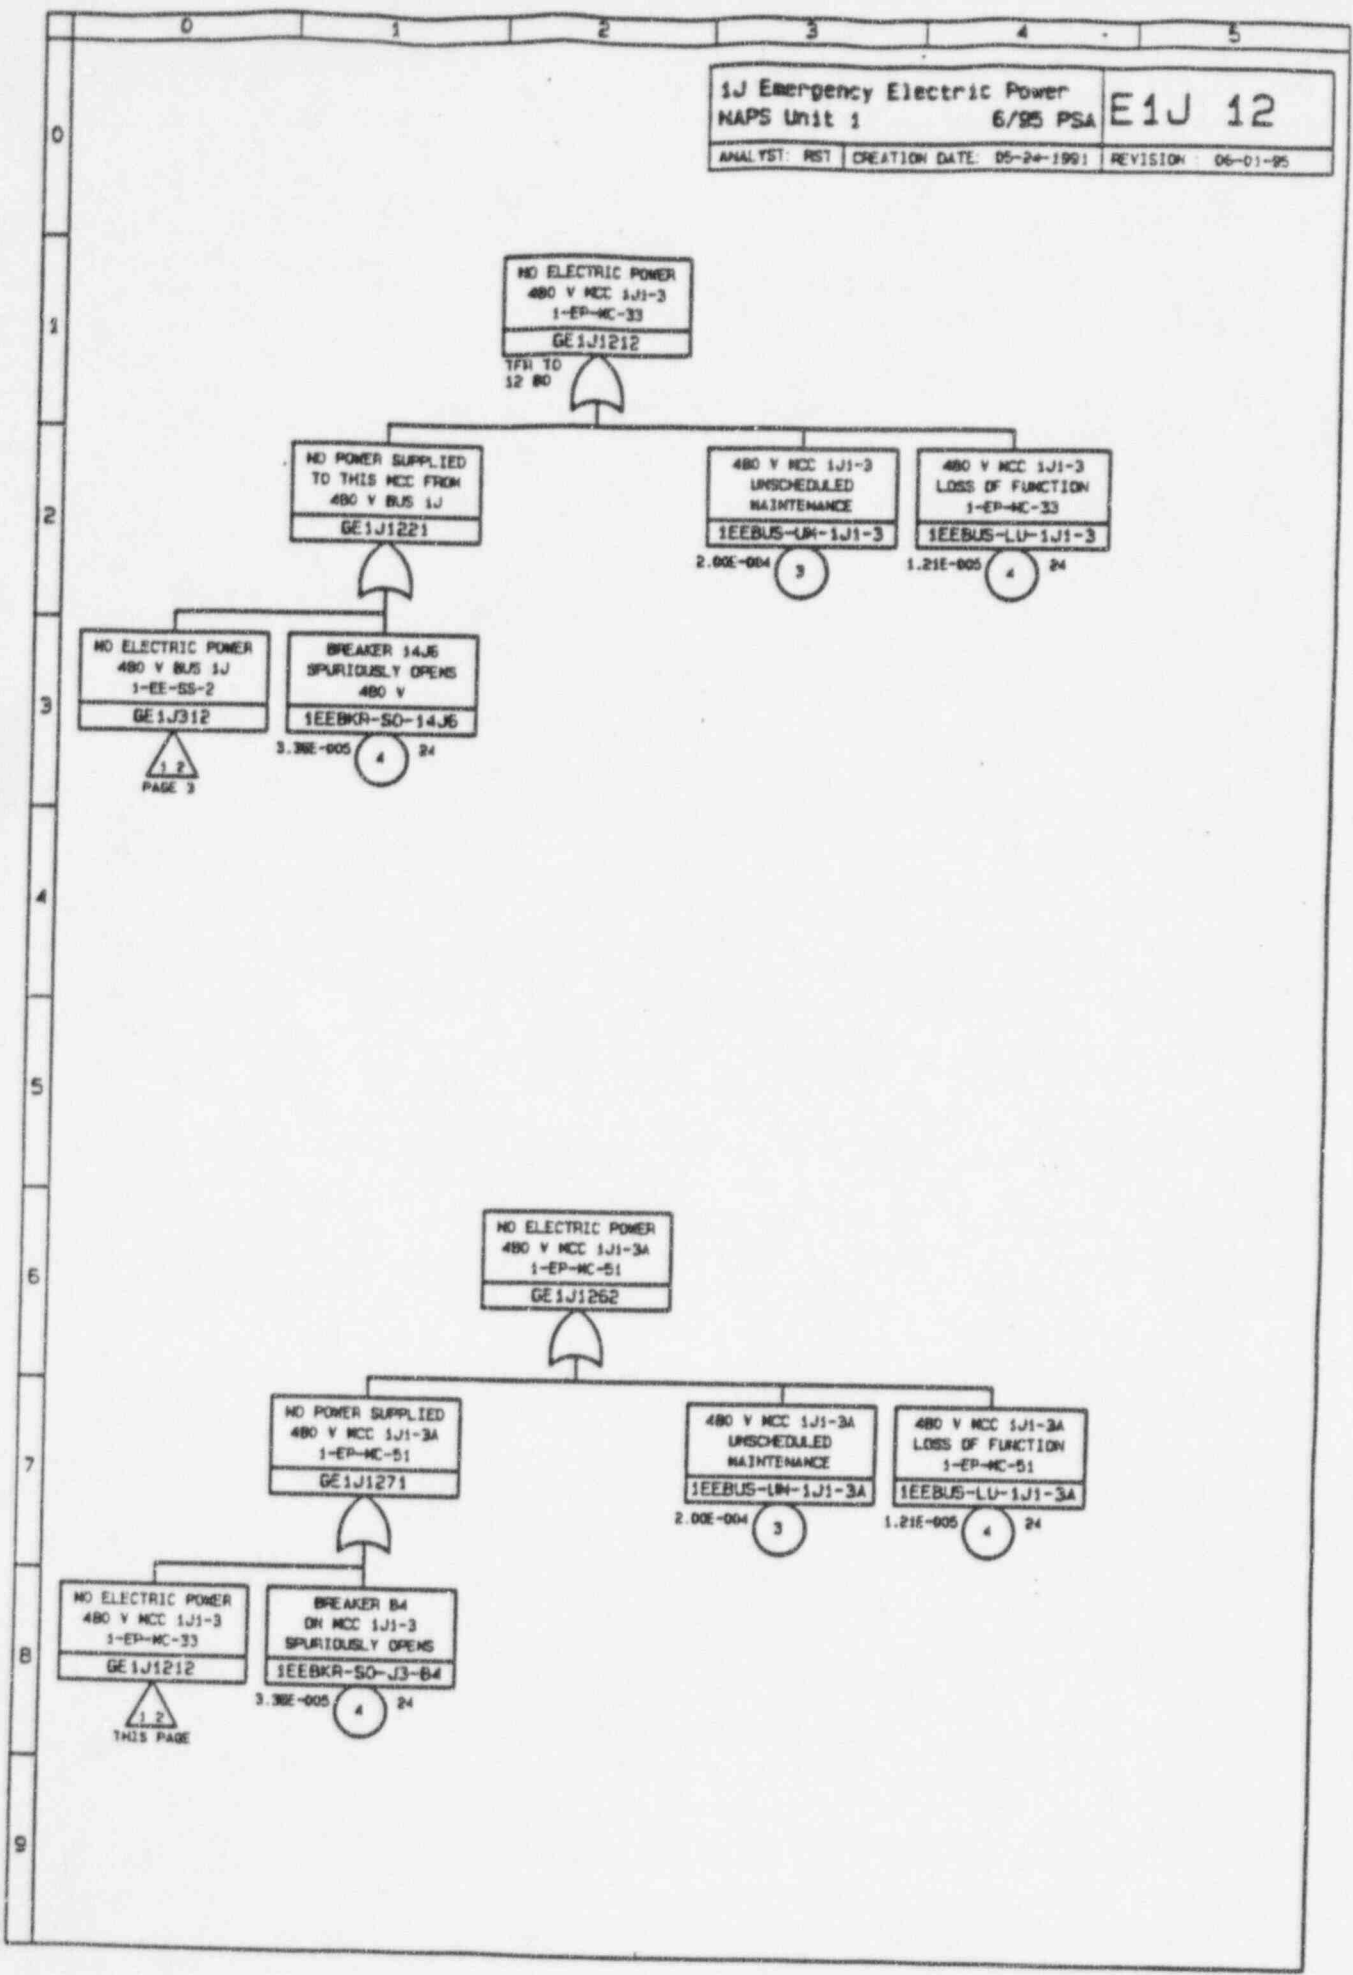 0 1 2 3 4 5
1J Emergency Electric Power
NAPS Unit 1 6/95 PSA
E1J 12
ANALYST: RST CREATION DATE: 05-24-1991 REVISION : 06-01-95
0
1
2
3
4
5
6
7
8
9
NO ELECTRIC POWER
480 V MCC 1J1-3
1-EP-MC-33
GE1J1212
TFR TO
12 BD
NO POWER SUPPLIED
TO THIS MCC FROM
480 V BUS 1J
GE1J1221
480 V MCC 1J1-3
UNSCHEDULED
MAINTENANCE
1EEBUS-UM-1J1-3
2.00E-004
3
480 V MCC 1J1-3
LOSS OF FUNCTION
1-EP-MC-33
1EEBUS-LU-1J1-3
1.21E-005
4
24
NO ELECTRIC POWER
480 V BUS 1J
1-EE-SS-2
GE1J312
1.2
PAGE 3
BREAKER 14J6
SPURIOUSLY OPENS
480 V
1EEBKR-SO-14J6
3.36E-005
4
24
NO ELECTRIC POWER
480 V MCC 1J1-3A
1-EP-MC-51
GE1J1262
NO POWER SUPPLIED
480 V MCC 1J1-3A
1-EP-MC-51
GE1J1271
480 V MCC 1J1-3A
UNSCHEDULED
MAINTENANCE
1EEBUS-UM-1J1-3A
2.00E-004
3
480 V MCC 1J1-3A
LOSS OF FUNCTION
1-EP-MC-51
1EEBUS-LU-1J1-3A
1.21E-005
4
24
NO ELECTRIC POWER
480 V MCC 1J1-3
1-EP-MC-33
GE1J1212
1.2
THIS PAGE
BREAKER B4
ON MCC 1J1-3
SPURIOUSLY OPENS
1EEBKR-SO-J3-B4
3.36E-005
4
24